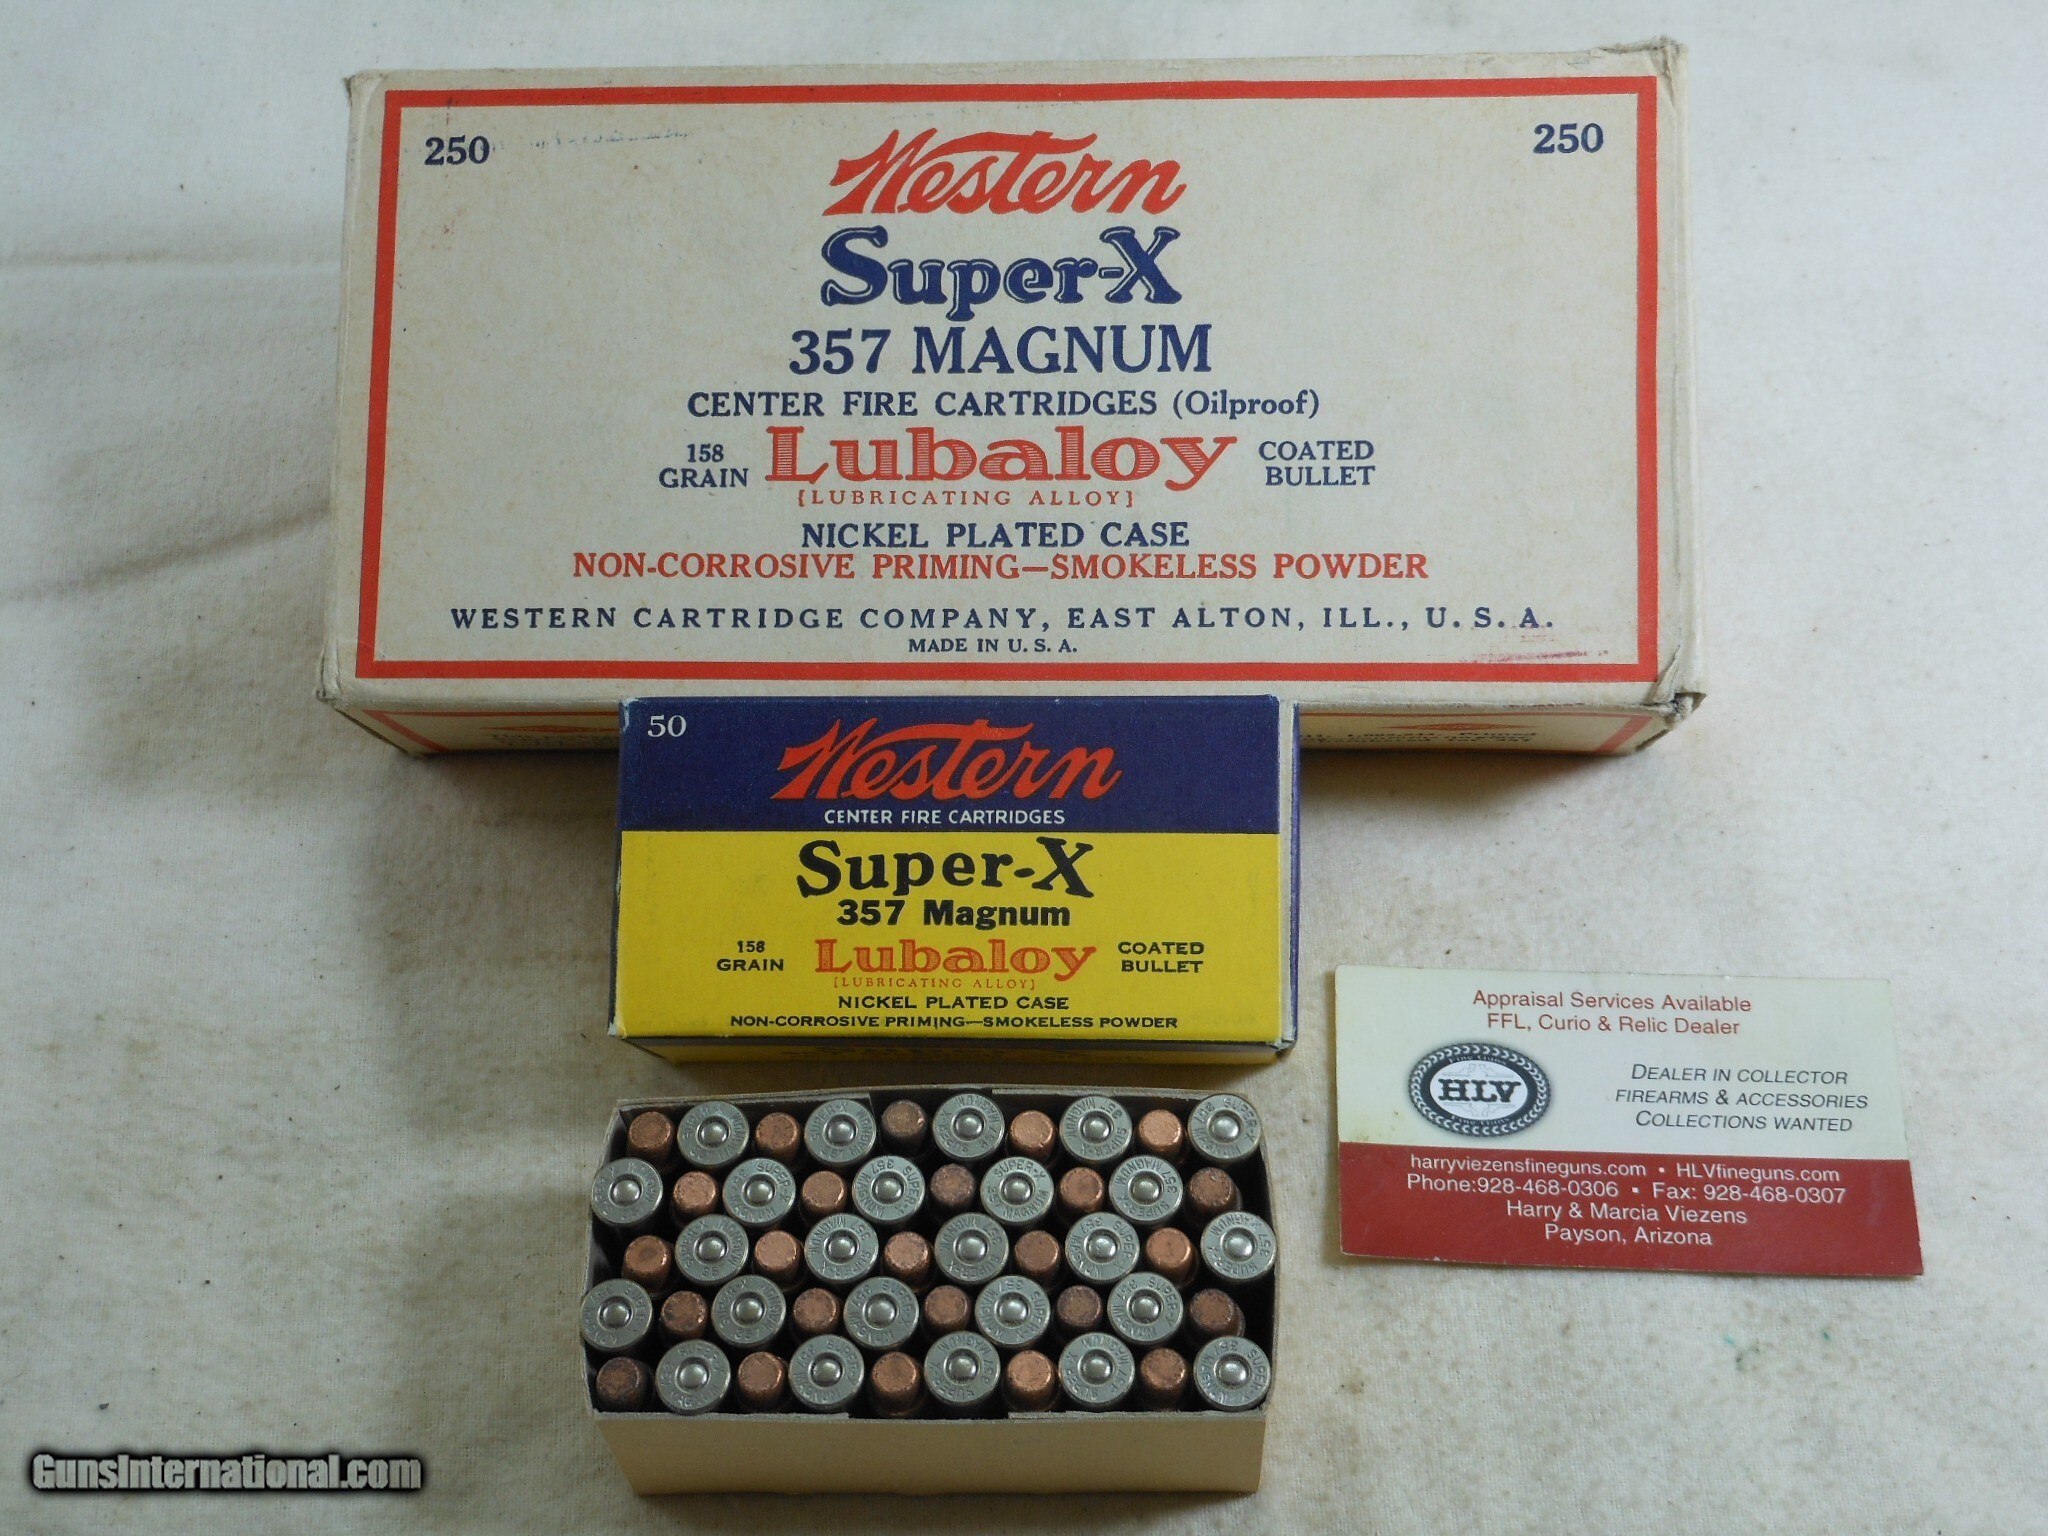 250
250
Western
Super-X
357 MAGNUM
CENTER FIRE CARTRIDGES (Oilproof)
158 GRAIN Lubaloy COATED BULLET
[LUBRICATING ALLOY]
NICKEL PLATED CASE
NON-CORROSIVE PRIMING—SMOKELESS POWDER
WESTERN CARTRIDGE COMPANY, EAST ALTON, ILL., U.S.A.
MADE IN U.S.A.
50
Western
CENTER FIRE CARTRIDGES
Super-X
357 Magnum
158 GRAIN Lubaloy COATED BULLET
[LUBRICATING ALLOY]
NICKEL PLATED CASE
NON-CORROSIVE PRIMING—SMOKELESS POWDER
Appraisal Services Available
FFL, Curio & Relic Dealer
HLV
DEALER IN COLLECTOR
FIREARMS & ACCESSORIES
COLLECTIONS WANTED
harryviezensfineguns.com • HLVfineguns.com
Phone:928-468-0306 • Fax: 928-468-0307
Harry & Marcia Viezens
Payson, Arizona
SUPER-X 357 MAGNUM
GunsInternational.com